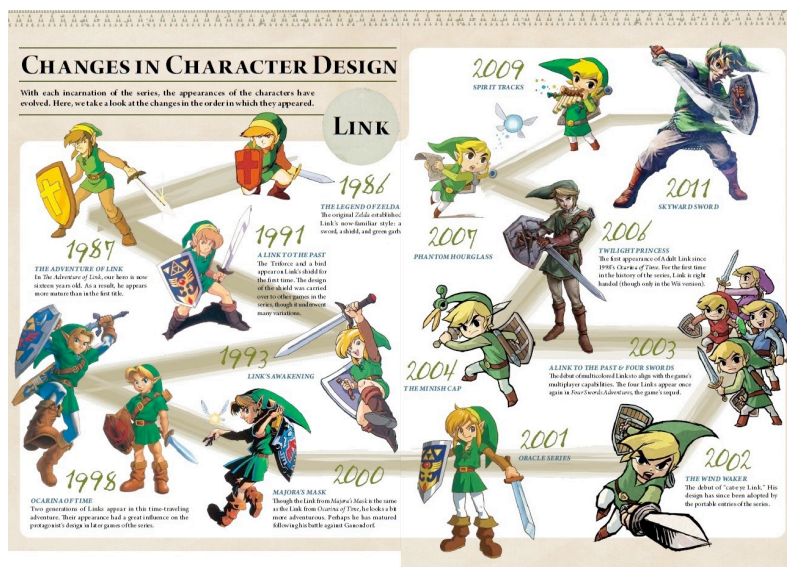 CHANGES IN CHARACTER DESIGN
With each incarnation of the series, the appearances of the characters have
evolved. Here, we take a look at the changes in the order in which they appeared.
LINK
1986
THE LEGEND OF ZELDA
The original Zelda established
Link's now-familiar style: a
sword, a shield, and green garb
1987
THE ADVENTURE OF LINK
In The Adventure of Link, our hero is now
sixteen years old. As a result, he appears
more mature than in the first title.
1991
A LINK TO THE PAST
The Triforce and a bird
appear on Link's shield for
the first time. The design
of the shield was carried
over to other games in the
series, though it underwent
many variations.
1993
LINK'S AWAKENING
1998
OCARINA OF TIME
Two generations of Links appear in this time-traveling
adventure. Their appearance had a great influence on the
protagonist's design in later games of the series.
2000
MAJORA'S MASK
Though the Link from Majora's Mask is the same
as the Link from Ocarina of Time, he looks a bit
more adventurous. Perhaps he has matured
following his battle against Ganondorf.
2001
ORACLE SERIES
2002
THE WIND WAKER
The debut of "cat-eye Link." His
design has since been adopted by
the portable entries of the series.
2003
A LINK TO THE PAST & FOUR SWORDS
The debut of multicolored Links to align with the game's
multiplayer capabilities. The four Links appear once
again in Four Swords Adventures, the game's sequel.
2004
THE MINISH CAP
2006
TWILIGHT PRINCESS
The first appearance of Adult Link since
1998's Ocarina of Time. For the first time
in the history of the series, Link is right
handed (though only in the Wii version).
2007
PHANTOM HOURGLASS
2009
SPIRIT TRACKS
2011
SKYWARD SWORD